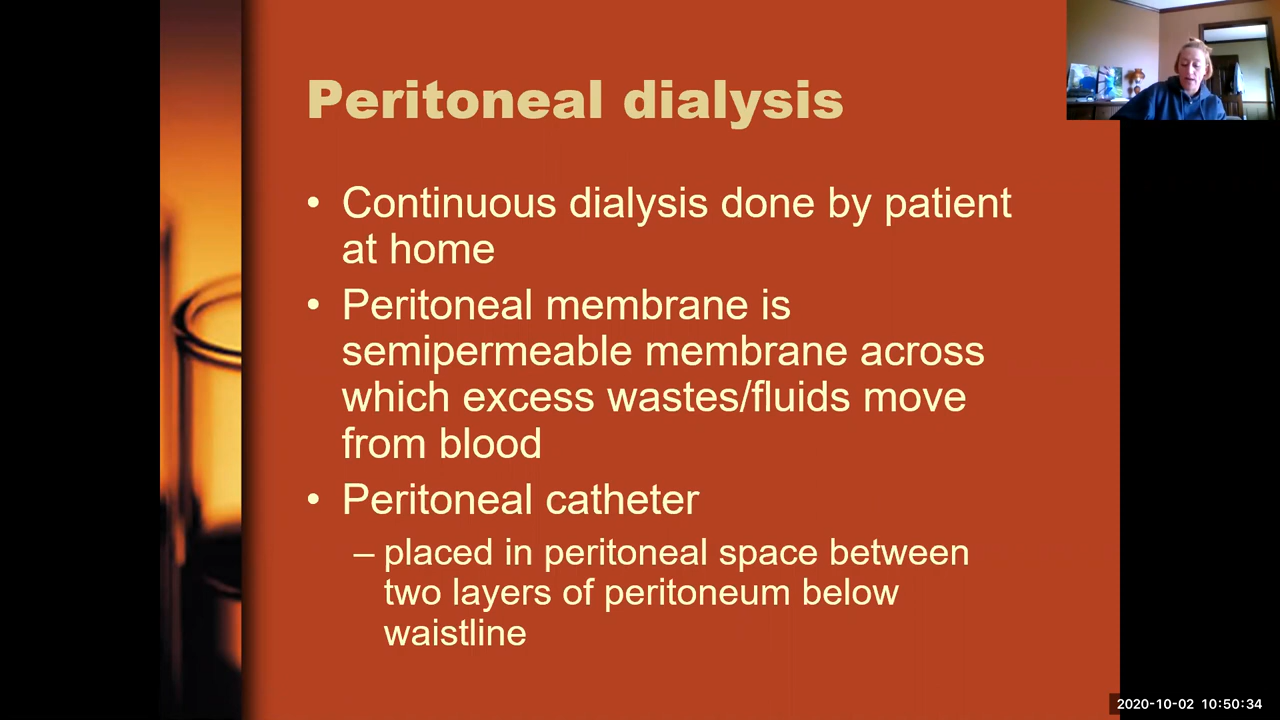 Peritoneal dialysis
• Continuous dialysis done by patient
at home
• Peritoneal membrane is
semipermeable membrane across
which excess wastes/fluids move
from blood
• Peritoneal catheter
– placed in peritoneal space between
two layers of peritoneum below
waistline
2020-10-02 10:50:34